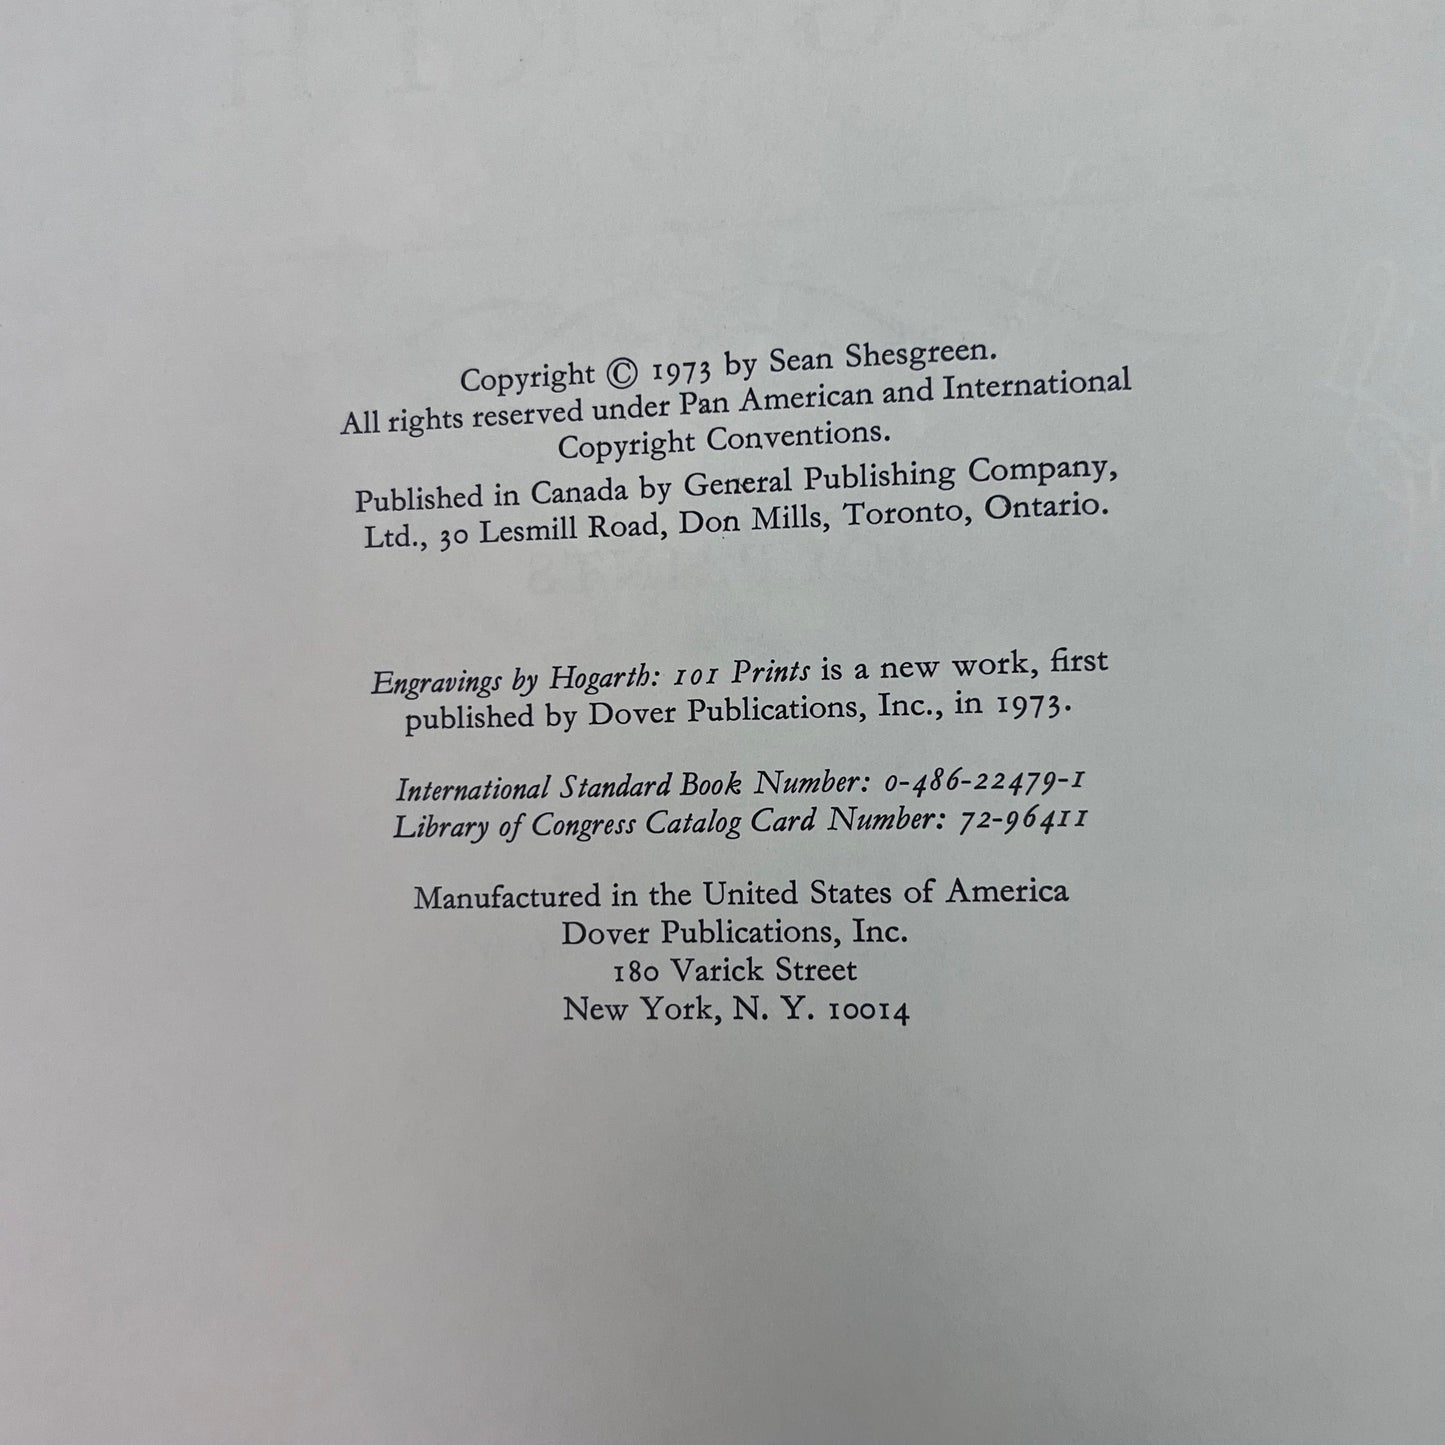 Copyright © 1973 by Sean Shesgreen.
All rights reserved under Pan American and International
Copyright Conventions.
Published in Canada by General Publishing Company,
Ltd., 30 Lesmill Road, Don Mills, Toronto, Ontario.
Engravings by Hogarth: 101 Prints is a new work, first
published by Dover Publications, Inc., in 1973.
International Standard Book Number: 0-486-22479-1
Library of Congress Catalog Card Number: 72-96411
Manufactured in the United States of America
Dover Publications, Inc.
180 Varick Street
New York, N. Y. 10014